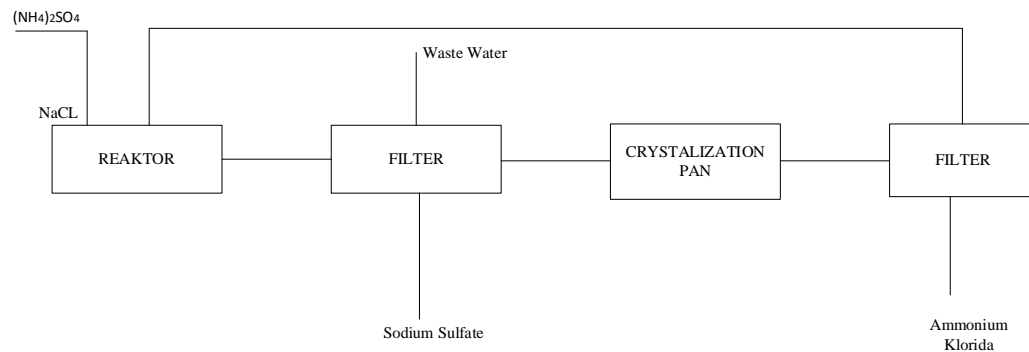 (NH4)2SO4
Waste Water
NaCL
REAKTOR
FILTER
CRYSTALIZATION
PAN
FILTER
Sodium Sulfate
Ammonium
Klorida